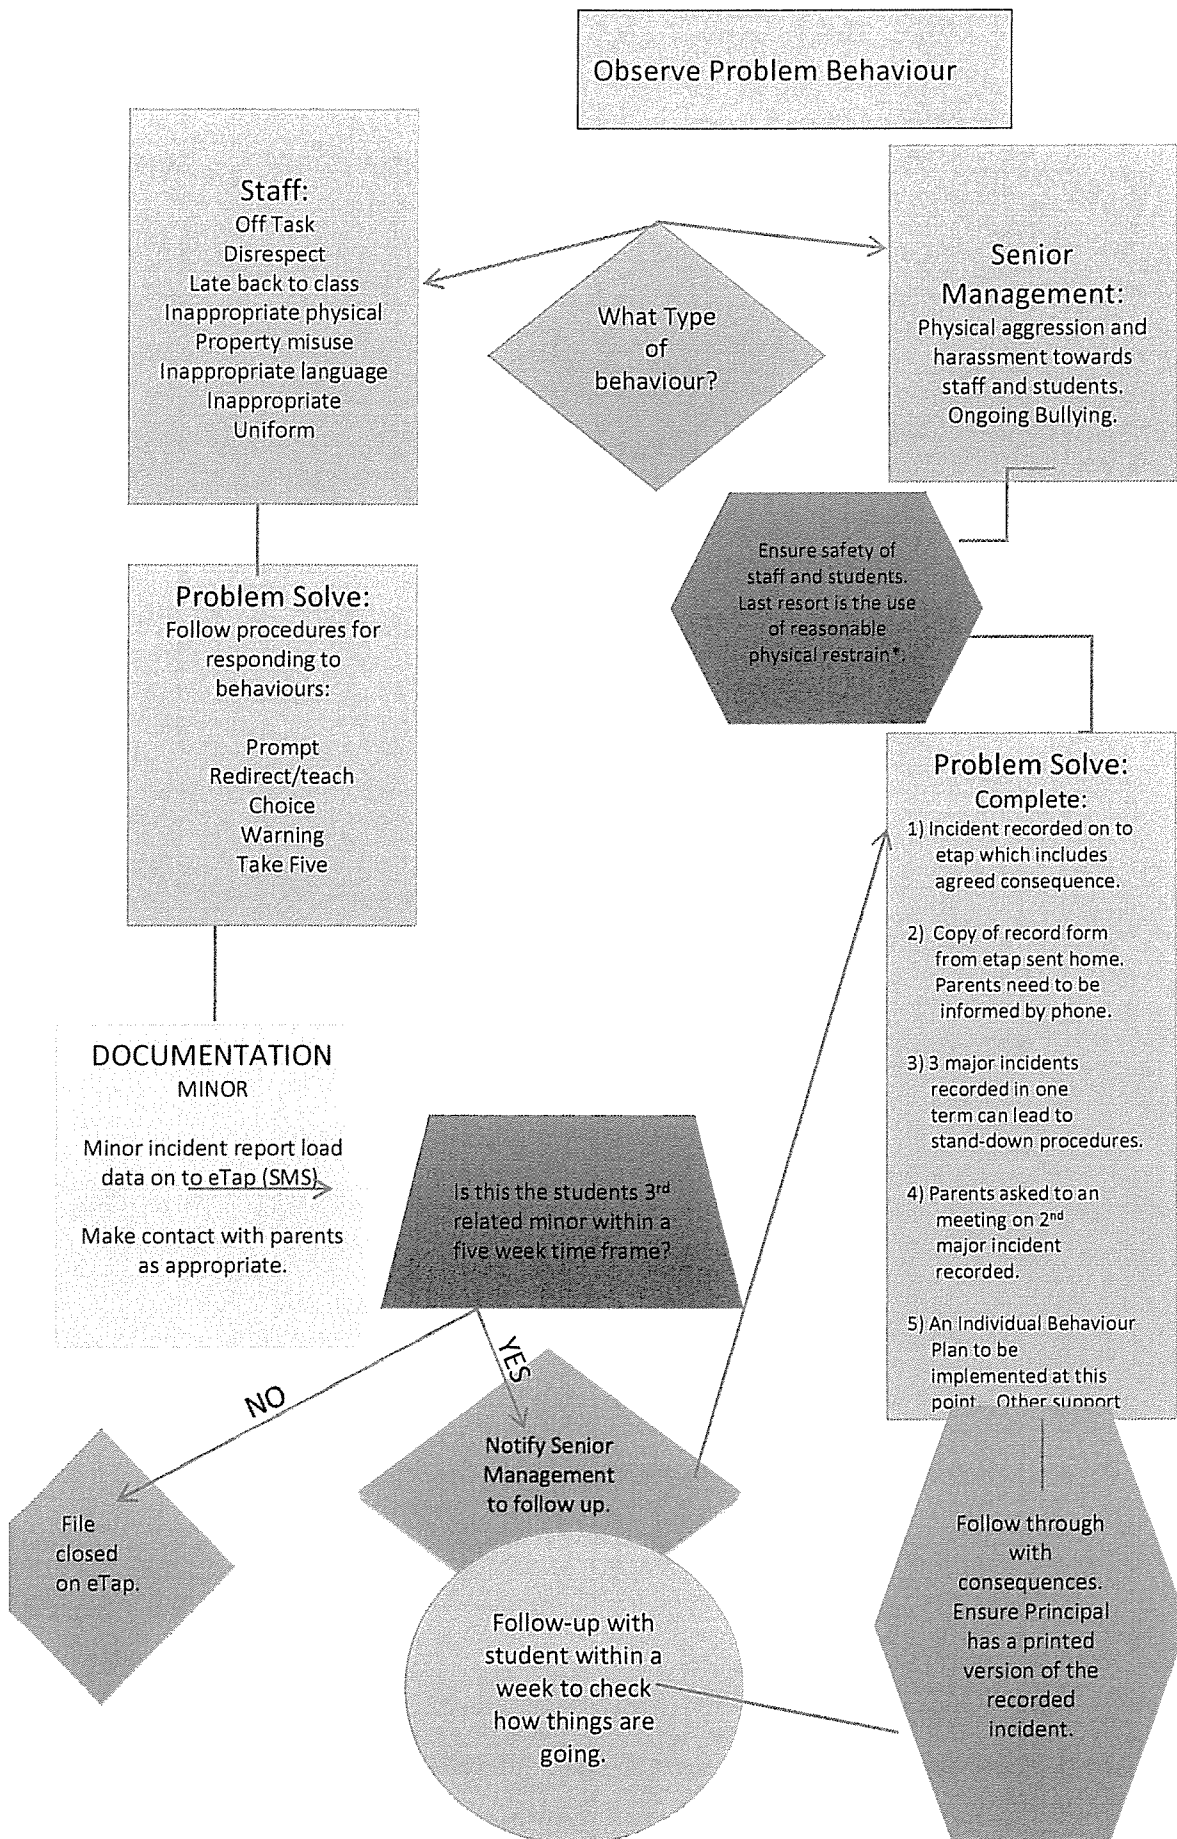 Observe Problem Behaviour
Staff:
Off Task
Disrespect
Late back to class
Inappropriate physical
Property misuse
Inappropriate language
Inappropriate
Uniform
What Type
of
behaviour?
Senior
Management:
Physical aggression and
harassment towards
staff and students.
Ongoing Bullying.
Ensure safety of
staff and students.
Last resort is the use
of reasonable
physical restrain*.
Problem Solve:
Follow procedures for
responding to
behaviours:
Prompt
Redirect/teach
Choice
Warning
Take Five
Problem Solve:
Complete:
1) Incident recorded on to
etap which includes
agreed consequence.
2) Copy of record form
from etap sent home.
Parents need to be
informed by phone.
3) 3 major incidents
recorded in one
term can lead to
stand-down procedures.
4) Parents asked to an
meeting on 2nd
major incident
recorded.
5) An Individual Behaviour
Plan to be
implemented at this
point. Other support
DOCUMENTATION
MINOR
Minor incident report load
data on to eTap (SMS)
Make contact with parents
as appropriate.
Is this the students 3rd
related minor within a
five week time frame?
NO
YES
Notify Senior
Management
to follow up.
File
closed
on eTap.
Follow-up with
student within a
week to check
how things are
going.
Follow through
with
consequences.
Ensure Principal
has a printed
version of the
recorded
incident.